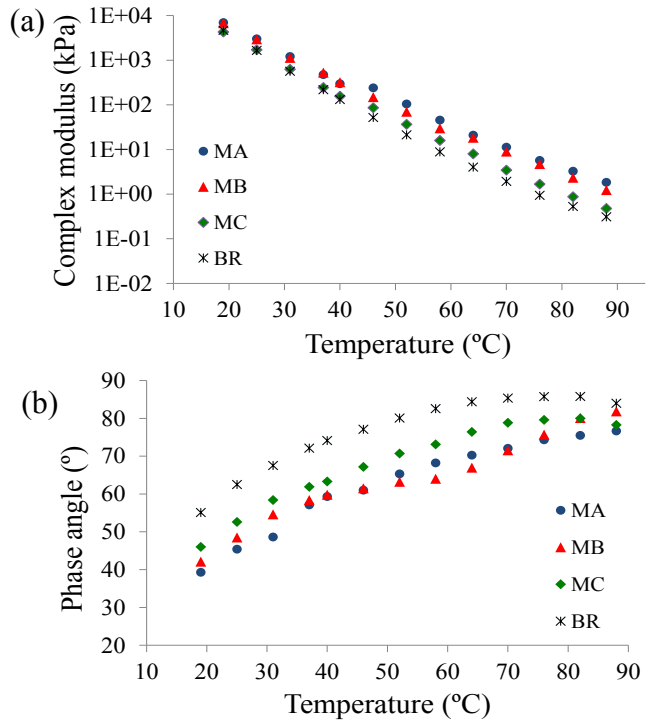 (a)
Complex modulus (kPa)
1E+04
1E+03
1E+02
1E+01
1E+00
1E-01
1E-02
MA
MB
MC
BR
10 20 30 40 50 60 70 80 90
Temperature (ºC)
(b)
Phase angle (º)
90
80
70
60
50
40
30
20
MA
MB
MC
BR
10 20 30 40 50 60 70 80 90
Temperature (ºC)